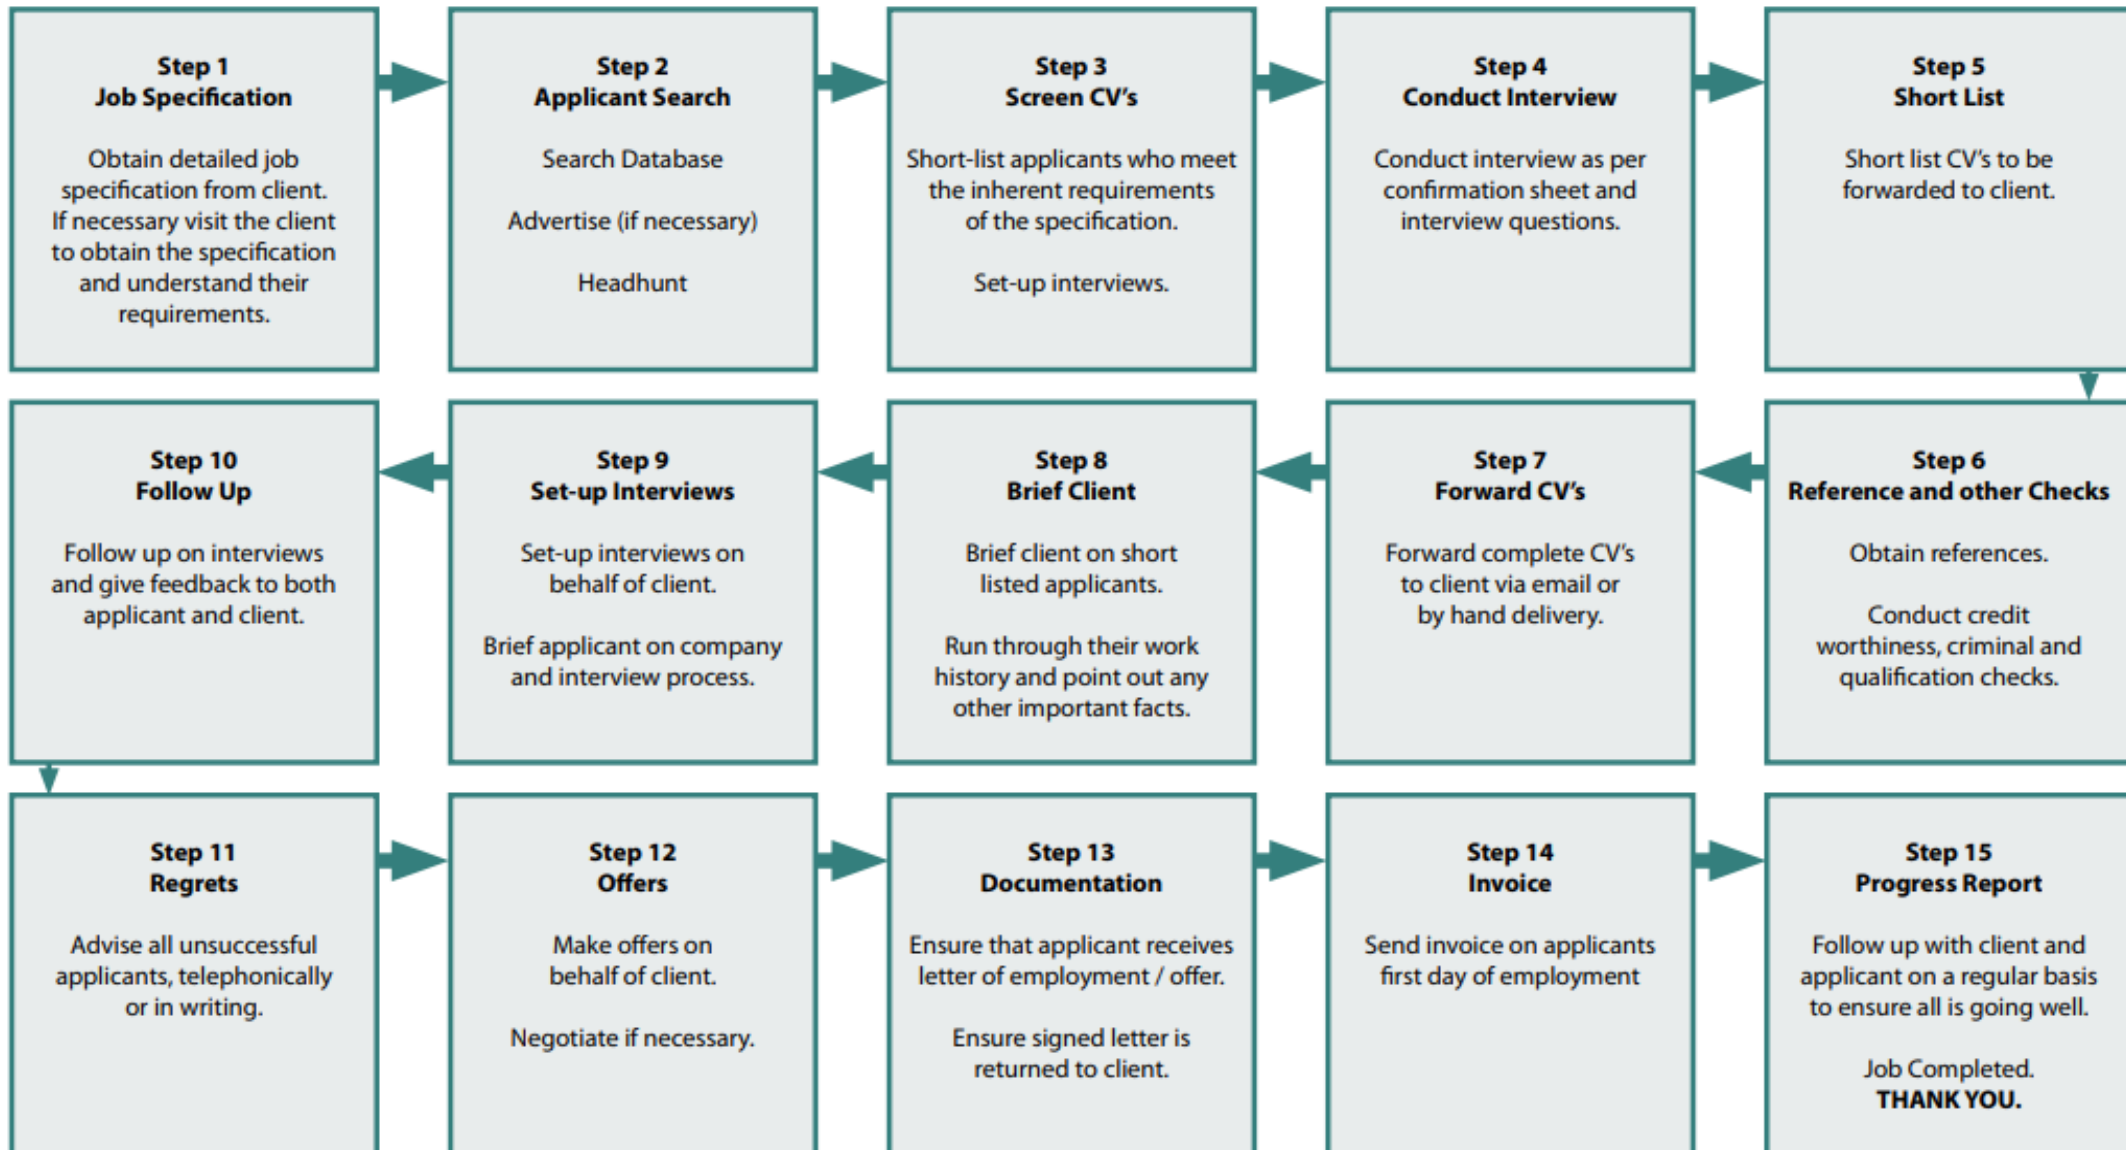 Step 1
Job Specification
Obtain detailed job
specification from client.
If necessary visit the client
to obtain the specification
and understand their
requirements.
Step 2
Applicant Search
Search Database
Advertise (if necessary)
Headhunt
Step 3
Screen CV's
Short-list applicants who meet
the inherent requirements
of the specification.
Set-up interviews.
Step 4
Conduct Interview
Conduct interview as per
confirmation sheet and
interview questions.
Step 5
Short List
Short list CV's to be
forwarded to client.
Step 6
Reference and other Checks
Obtain references.
Conduct credit
worthiness, criminal and
qualification checks.
Step 7
Forward CV's
Forward complete CV's
to client via email or
by hand delivery.
Step 8
Brief Client
Brief client on short
listed applicants.
Run through their work
history and point out any
other important facts.
Step 9
Set-up Interviews
Set-up interviews on
behalf of client.
Brief applicant on company
and interview process.
Step 10
Follow Up
Follow up on interviews
and give feedback to both
applicant and client.
Step 11
Regrets
Advise all unsuccessful
applicants, telephonically
or in writing.
Step 12
Offers
Make offers on
behalf of client.
Negotiate if necessary.
Step 13
Documentation
Ensure that applicant receives
letter of employment / offer.
Ensure signed letter is
returned to client.
Step 14
Invoice
Send invoice on applicants
first day of employment
Step 15
Progress Report
Follow up with client and
applicant on a regular basis
to ensure all is going well.
Job Completed.
THANK YOU.